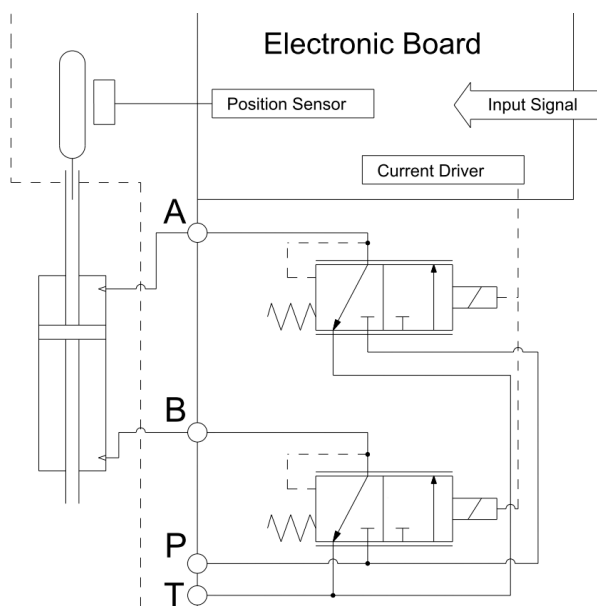 Electronic Board
Position Sensor
Input Signal
Current Driver
A
B
P
T